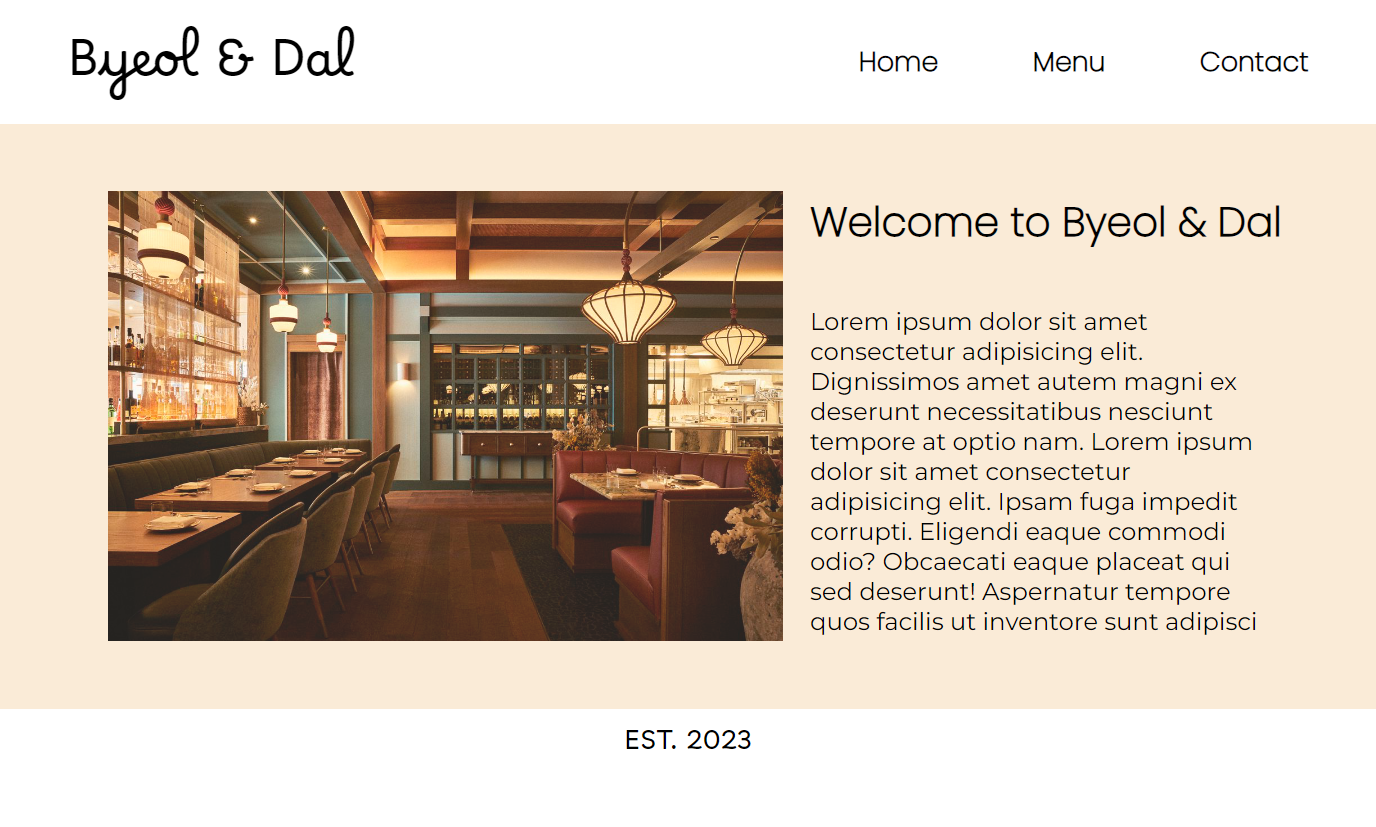 Byeol & Dal
Home Menu Contact
Welcome to Byeol & Dal
Lorem ipsum dolor sit amet
consectetur adipisicing elit.
Dignissimos amet autem magni ex
deserunt necessitatibus nesciunt
tempore at optio nam. Lorem ipsum
dolor sit amet consectetur
adipisicing elit. Ipsam fuga impedit
corrupti. Eligendi eaque commodi
odio? Obcaecati eaque placeat qui
sed deserunt! Aspernatur tempore
quos facilis ut inventore sunt adipisci
EST. 2023